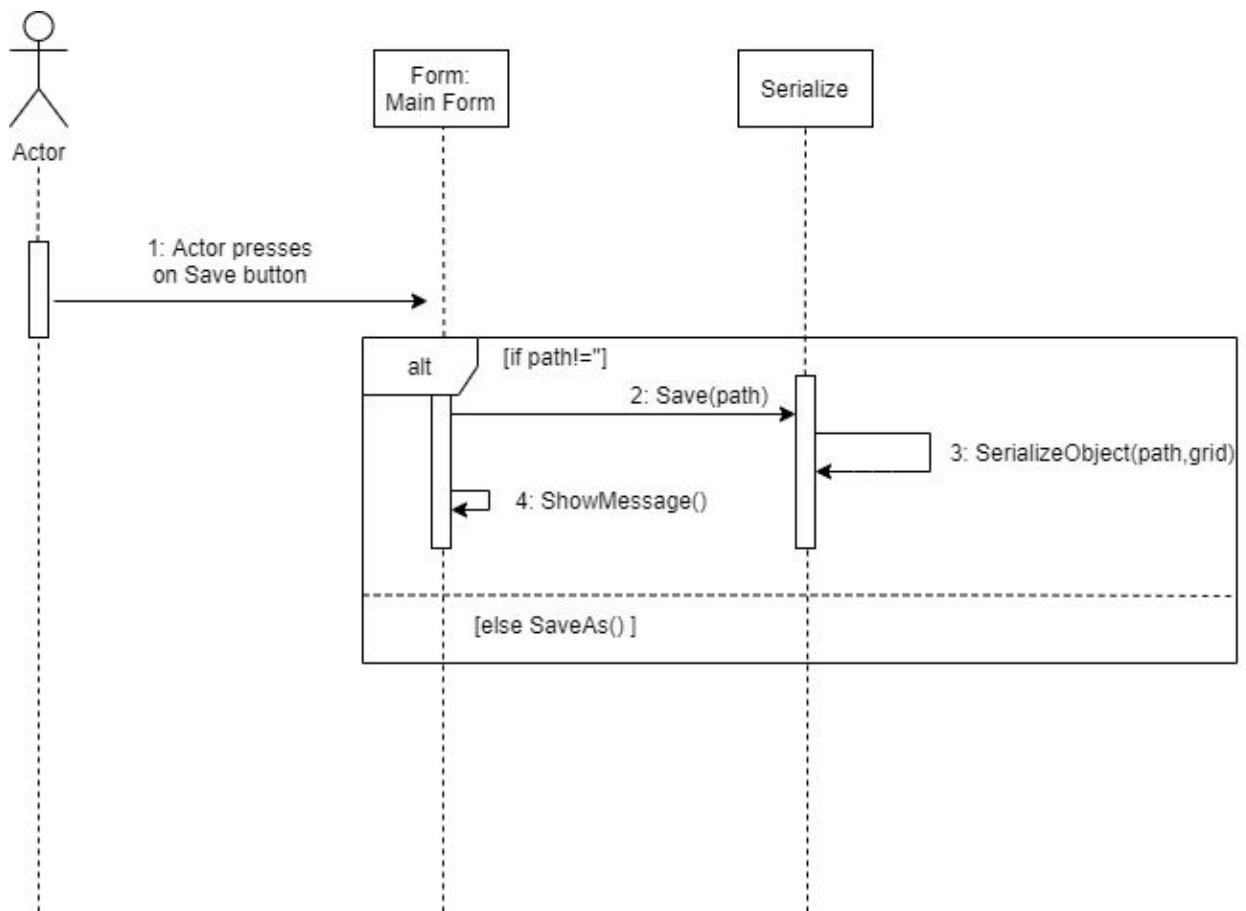 Form:
Main Form
Serialize
Actor
1: Actor presses
on Save button
alt
[if path!='']
2: Save(path)
3: SerializeObject(path,grid)
4: ShowMessage()
[else SaveAs() ]